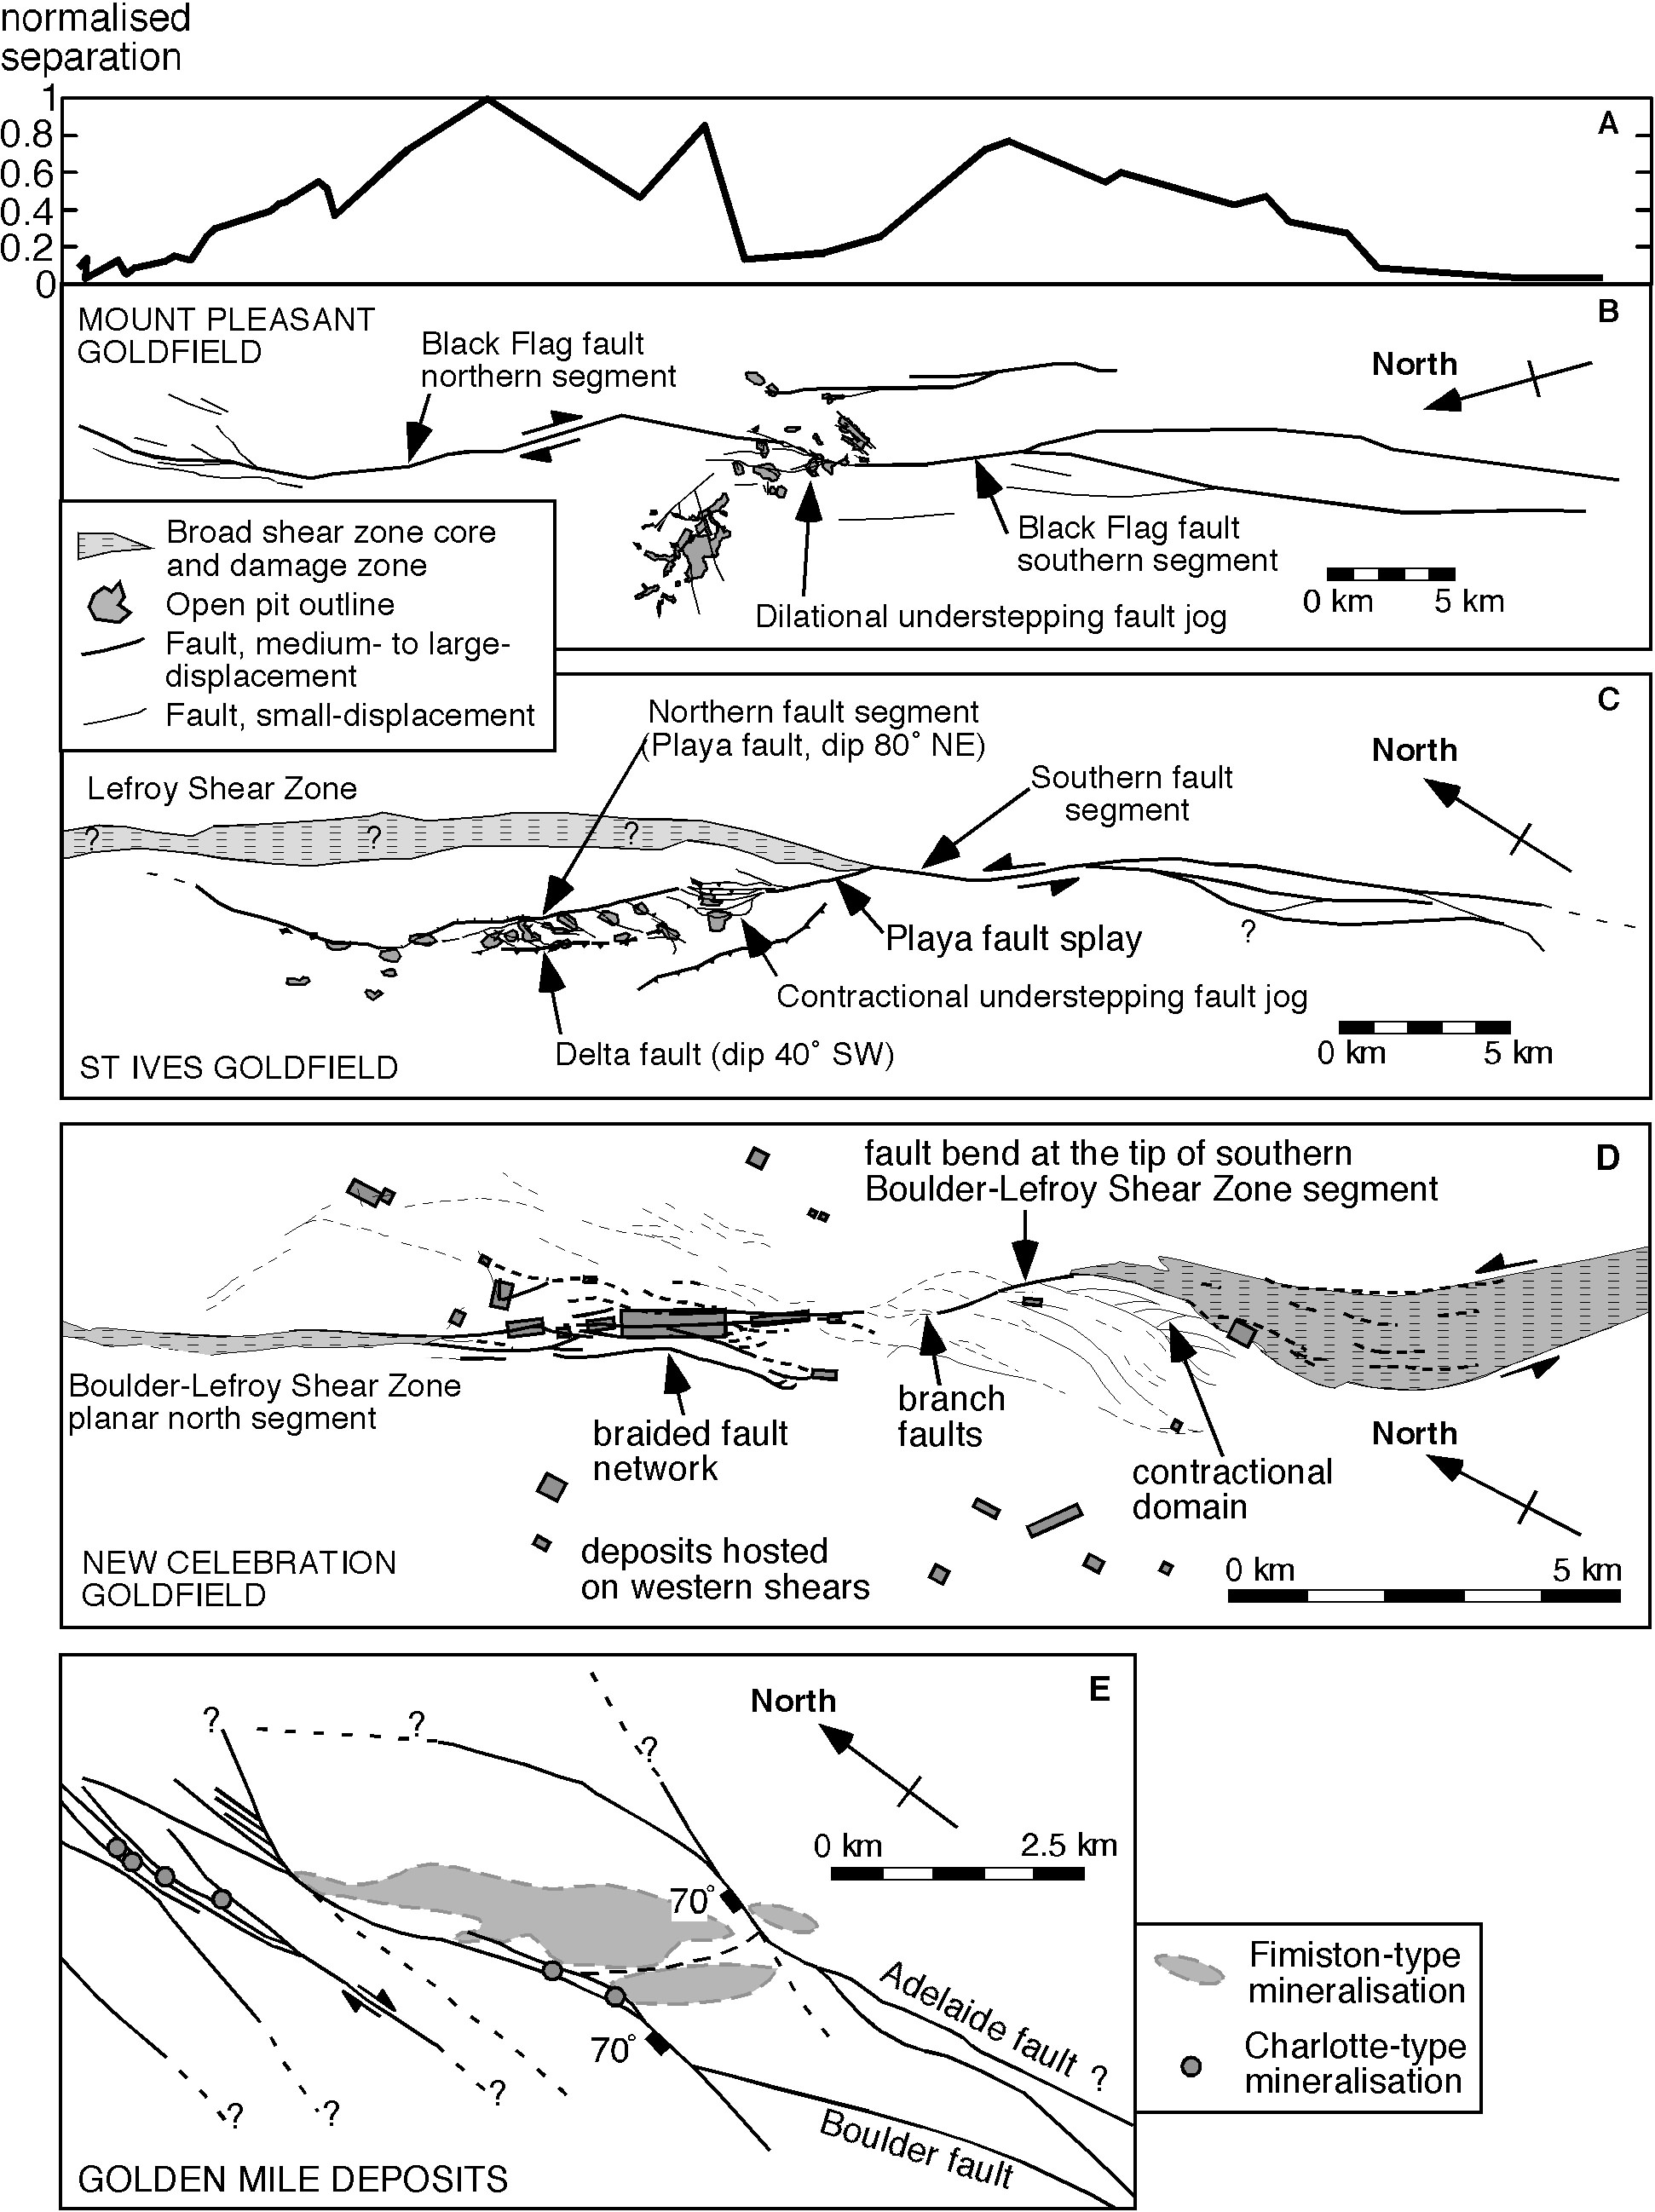 normalised
separation
1
0.8
0.6
0.4
0.2
0
A
MOUNT PLEASANT
GOLDFIELD
Black Flag fault
northern segment
B
North
Black Flag fault
southern segment
Dilational understepping fault jog
0 km 5 km
Broad shear zone core
and damage zone
Open pit outline
Fault, medium- to large-
displacement
Fault, small-displacement
C
Northern fault segment
(Playa fault, dip 80° NE)
North
Lefroy Shear Zone
Southern fault
segment
? ? ?
Playa fault splay
?
Contractional understepping fault jog
Delta fault (dip 40° SW)
0 km 5 km
ST IVES GOLDFIELD
D
fault bend at the tip of southern
Boulder-Lefroy Shear Zone segment
Boulder-Lefroy Shear Zone
planar north segment
braided fault
network
branch
faults
North
contractional
domain
deposits hosted
on western shears
NEW CELEBRATION
GOLDFIELD
0 km 5 km
E
North
? ? ?
0 km 2.5 km
70°
70°
Adelaide fault ?
Boulder fault
? ? ?
GOLDEN MILE DEPOSITS
Fimiston-type
mineralisation
Charlotte-type
mineralisation